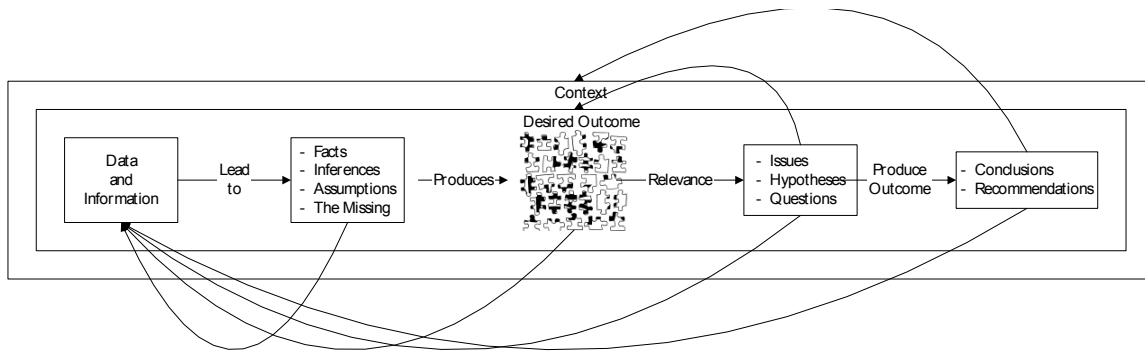 Context
Desired Outcome
Data
and
Information
Lead
to
- Facts
- Inferences
- Assumptions
- The Missing
Produces
Relevance
- Issues
- Hypotheses
- Questions
Produce
Outcome
- Conclusions
- Recommendations